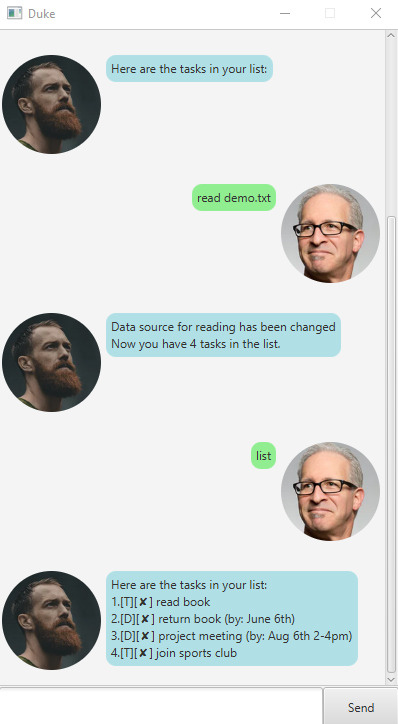 Duke
Here are the tasks in your list:
read demo.txt
Data source for reading has been changed
Now you have 4 tasks in the list.
list
Here are the tasks in your list:
1.[T][✘] read book
2.[D][✘] return book (by: June 6th)
3.[D][✘] project meeting (by: Aug 6th 2-4pm)
4.[T][✘] join sports club
Send